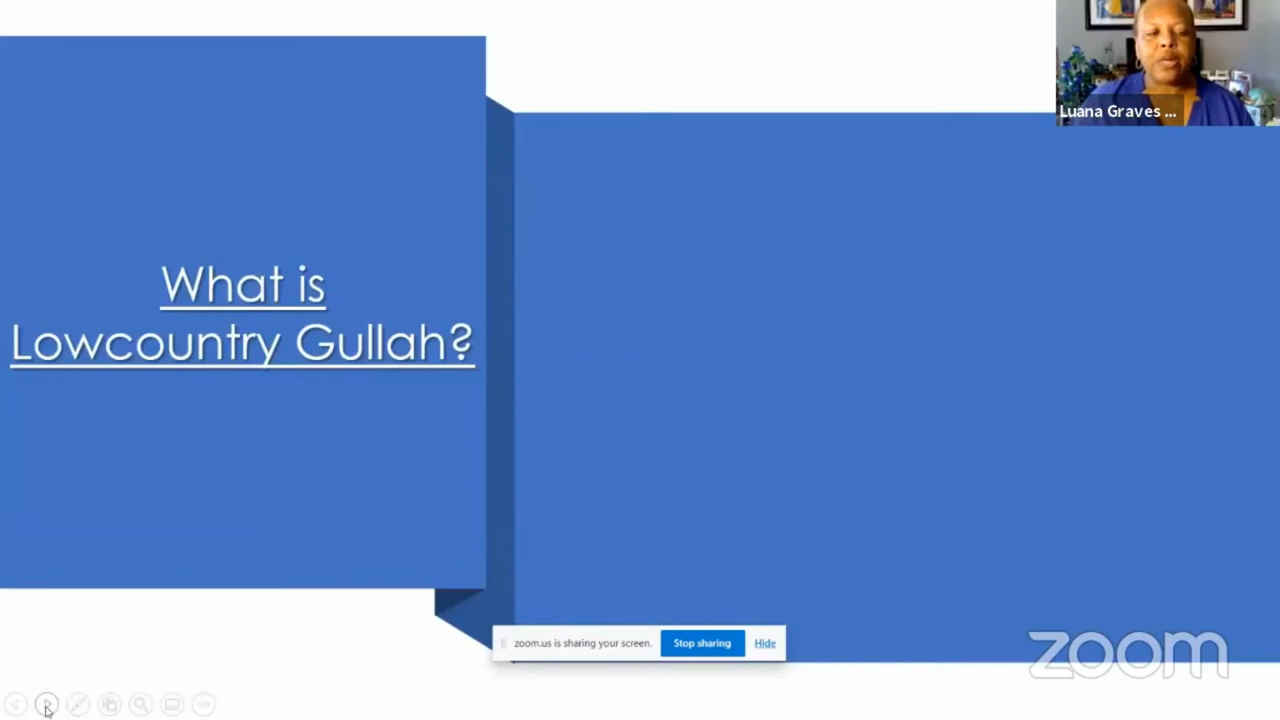 Luana Graves ...
What is
Lowcountry Gullah?
zoom.us is sharing your screen.
Stop sharing
Hide
zoom